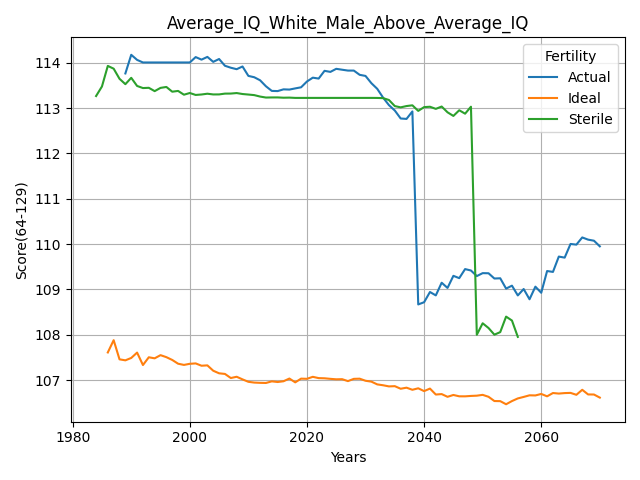 Average_IQ_White_Male_Above_Average_IQ
Fertility
Actual
Ideal
Sterile
Score(64-129)
114
113
112
111
110
109
108
107
1980
2000
2020
2040
2060
Years